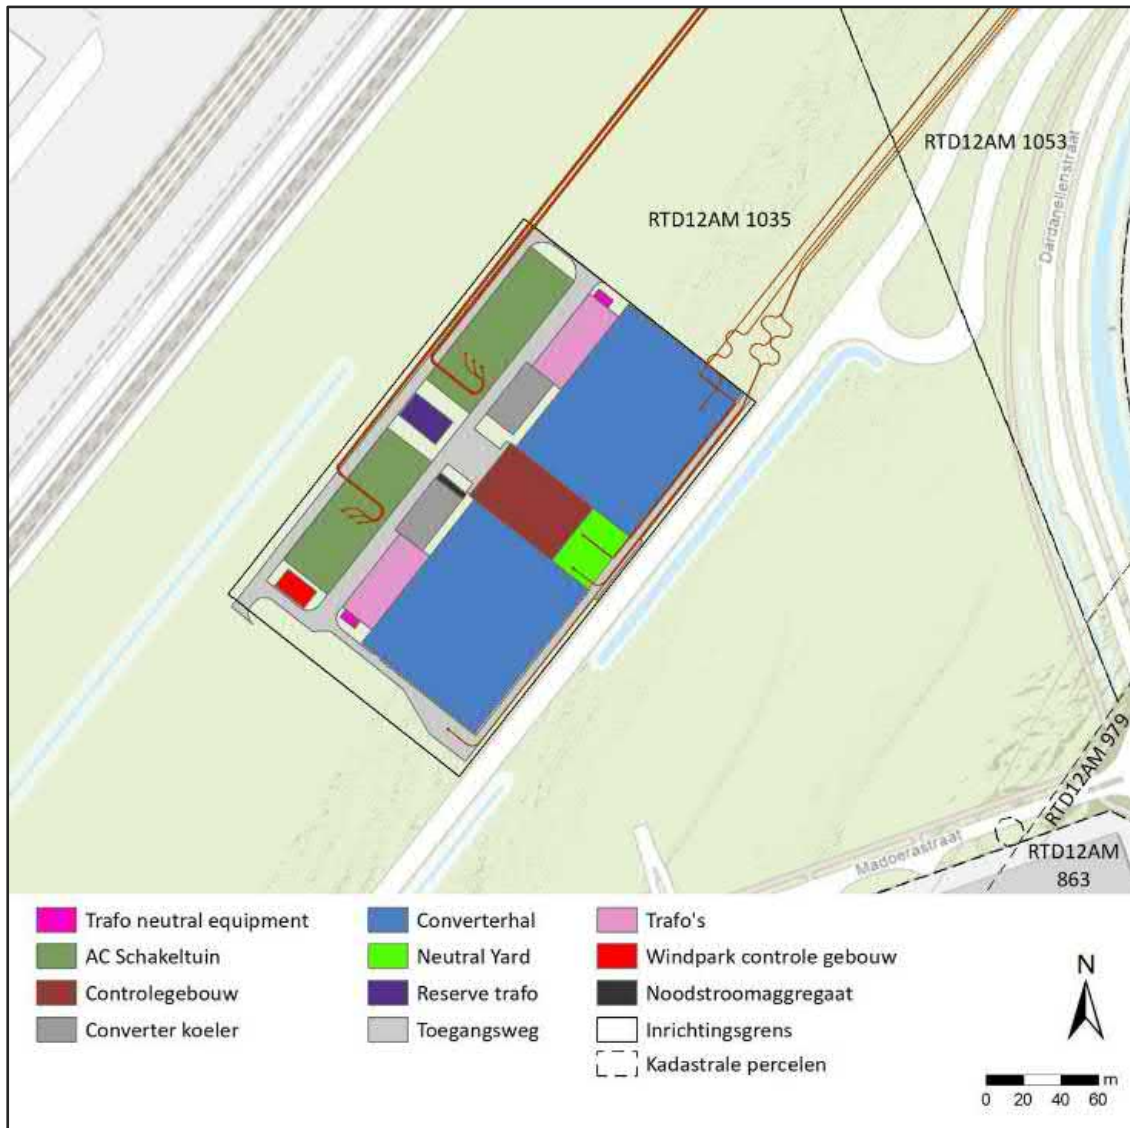 RTD12AM 1053
Dardanellenstraat
RTD12AM 1035
RTD12AM 979
Madoerastraat
RTD12AM
863
Trafo neutral equipment
AC Schakeltuin
Controlegebouw
Converter koeler
Converterhal
Neutral Yard
Reserve trafo
Toegangsweg
Trafo's
Windpark controle gebouw
Noodstroomaggregaat
Inrichtingsgrens
Kadastrale percelen
N
m
0 20 40 60